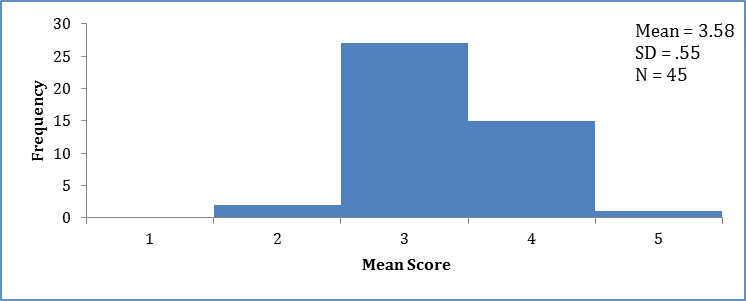 Mean = 3.58
SD = .55
N = 45
Frequency
30
25
20
15
10
5
0
1 2 3 4 5
Mean Score